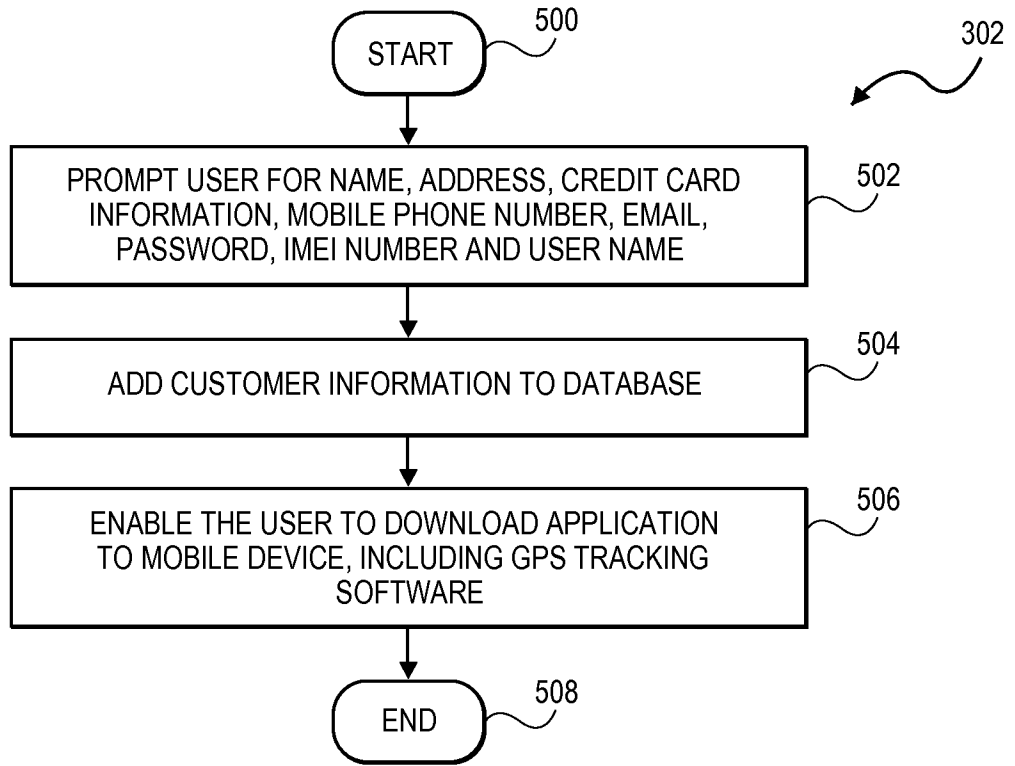 START
500
302
PROMPT USER FOR NAME, ADDRESS, CREDIT CARD
INFORMATION, MOBILE PHONE NUMBER, EMAIL,
PASSWORD, IMEI NUMBER AND USER NAME
502
ADD CUSTOMER INFORMATION TO DATABASE
504
ENABLE THE USER TO DOWNLOAD APPLICATION
TO MOBILE DEVICE, INCLUDING GPS TRACKING
SOFTWARE
506
END
508